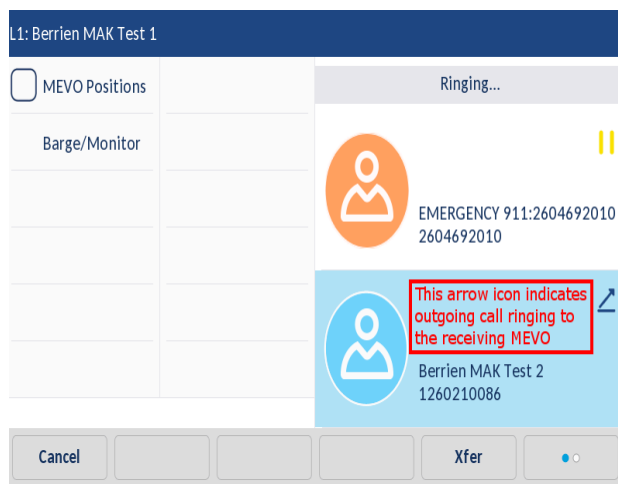 L1: Berrien MAK Test 1
MEVO Positions
Barge/Monitor
Ringing...
EMERGENCY 911:2604692010
2604692010
This arrow icon indicates
outgoing call ringing to
the receiving MEVO
Berrien MAK Test 2
1260210086
Cancel
Xfer